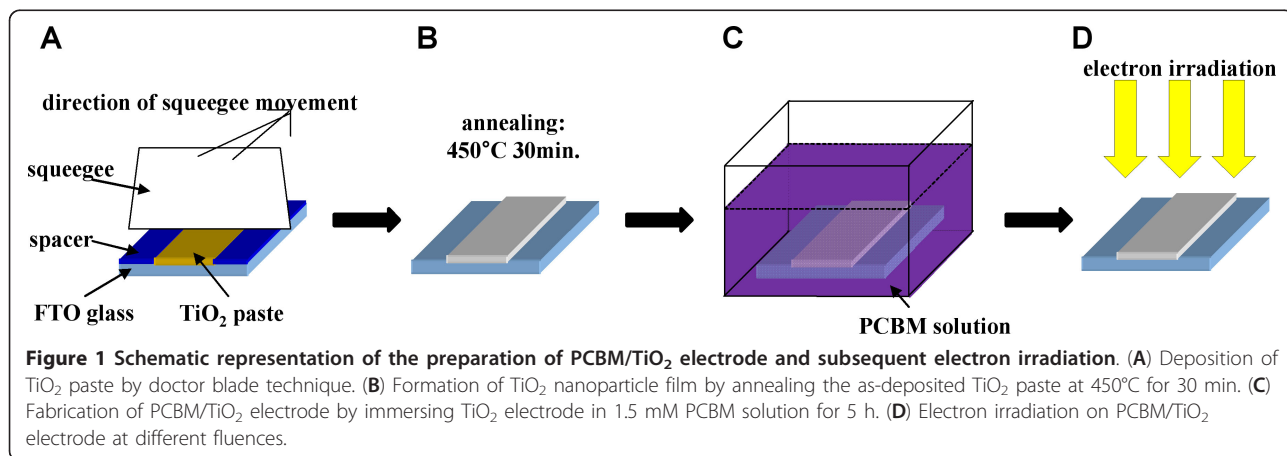 A
B
C
D
direction of squeegee movement
squeegee
spacer
FTO glass
TiO₂ paste
annealing:
450°C 30min.
PCBM solution
electron irradiation
Figure 1 Schematic representation of the preparation of PCBM/TiO₂ electrode and subsequent electron irradiation. (A) Deposition of
TiO₂ paste by doctor blade technique. (B) Formation of TiO₂ nanoparticle film by annealing the as-deposited TiO₂ paste at 450°C for 30 min. (C)
Fabrication of PCBM/TiO₂ electrode by immersing TiO₂ electrode in 1.5 mM PCBM solution for 5 h. (D) Electron irradiation on PCBM/TiO₂
electrode at different fluences.